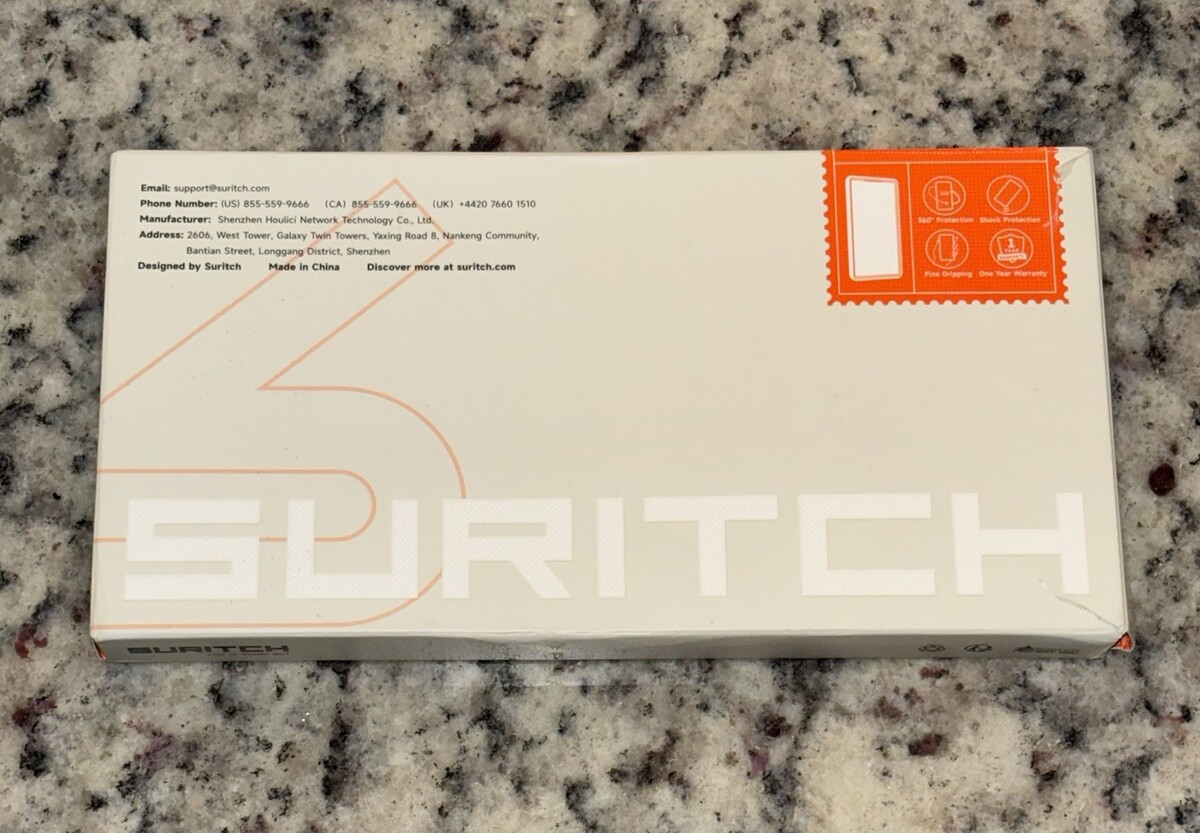 Email: support@suritch.com
Phone Number: (US) 855-559-9666 (CA) 855-559-9666 (UK) +4420 7660 1510
Manufacturer: Shenzhen Houlici Network Technology Co., Ltd.
Address: 2606, West Tower, Galaxy Twin Towers, Yaxing Road 8, Nankeng Community,
Bantian Street, Longgang District, Shenzhen
Designed by Suritch Made in China Discover more at suritch.com
360° Protection Shock Protection
1
YEAR
Fine Gripping One Year Warranty
SURITCH
SURITCH